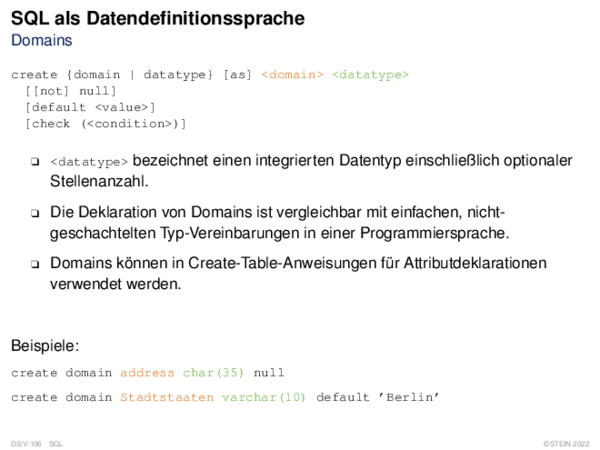 SQL als Datendefinitionssprache
Domains
create {domain | datatype} [as] <domain> <datatype>
[[not] null]
[default <value>]
[check (<condition>)]
❑ <datatype> bezeichnet einen integrierten Datentyp einschließlich optionaler
Stellenanzahl.
❑ Die Deklaration von Domains ist vergleichbar mit einfachen, nicht-
geschachtelten Typ-Vereinbarungen in einer Programmiersprache.
❑ Domains können in Create-Table-Anweisungen für Attributdeklarationen
verwendet werden.
Beispiele:
create domain address char(35) null
create domain Stadtstaaten varchar(10) default ’Berlin’
DB:V-106 SQL ©STEIN 2022